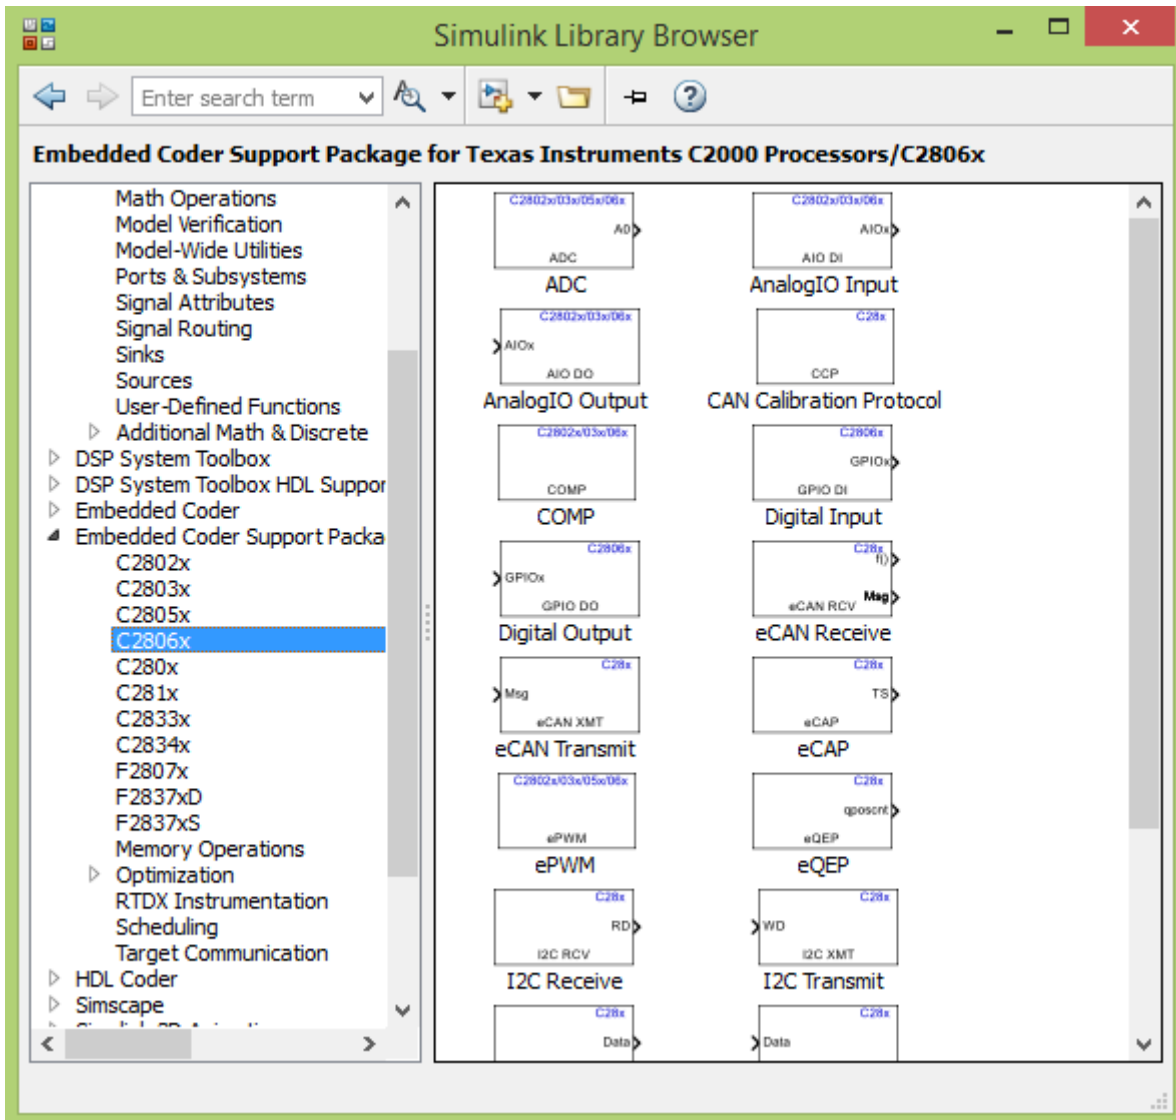 Simulink Library Browser
Enter search term
Embedded Coder Support Package for Texas Instruments C2000 Processors/C2806x
Math Operations
Model Verification
Model-Wide Utilities
Ports & Subsystems
Signal Attributes
Signal Routing
Sinks
Sources
User-Defined Functions
Additional Math & Discrete
DSP System Toolbox
DSP System Toolbox HDL Suppor
Embedded Coder
Embedded Coder Support Packa
C2802x
C2803x
C2805x
C2806x
C280x
C281x
C2833x
C2834x
F2807x
F2837xD
F2837xS
Memory Operations
Optimization
RTDX Instrumentation
Scheduling
Target Communication
HDL Coder
Simscape
C2802x/03x/05x/06x
A0
ADC
ADC
C2802x/03x/06x
AIOx
AIO DI
AnalogIO Input
C2802x/03x/06x
AIOx
AIO DO
AnalogIO Output
C28x
CCP
CAN Calibration Protocol
C2802x/03x/06x
COMP
COMP
C2806x
GPIOx
GPIO DI
Digital Input
C2806x
GPIOx
GPIO DO
Digital Output
C28x
f()
Msg
eCAN RCV
eCAN Receive
C28x
Msg
eCAN XMT
eCAN Transmit
C28x
TS
eCAP
eCAP
C2802x/03x/05x/06x
ePWM
ePWM
C28x
qposcnt
eQEP
eQEP
C28x
RD
I2C RCV
I2C Receive
C28x
WD
I2C XMT
I2C Transmit
C28x
Data
C28x
Data